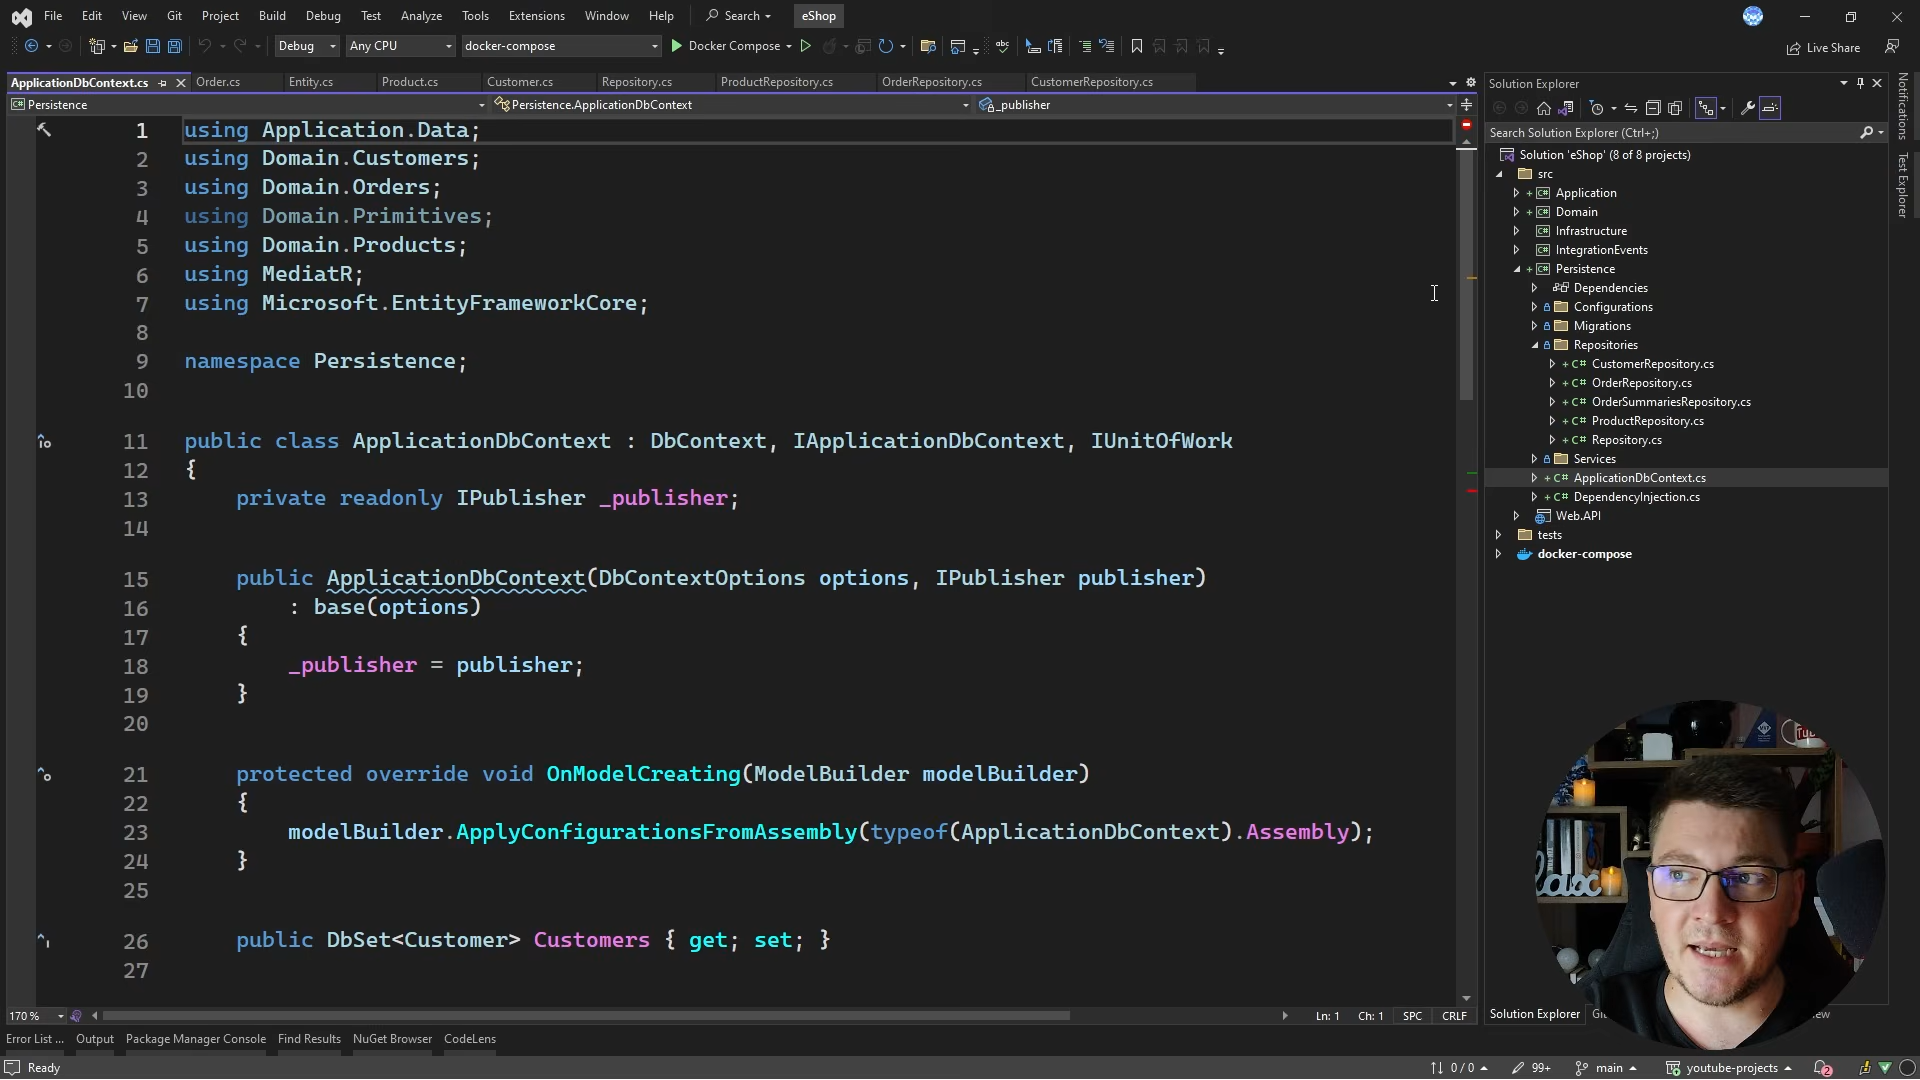 File Edit View Git Project Build Debug Test Analyze Tools Extensions Window Help Search eShop
Debug Any CPU docker-compose Docker Compose Live Share
ApplicationDbContext.cs Order.cs Entity.cs Product.cs Customer.cs Repository.cs ProductRepository.cs OrderRepository.cs CustomerRepository.cs
Persistence Persistence.ApplicationDbContext _publisher
1 using Application.Data;
2 using Domain.Customers;
3 using Domain.Orders;
4 using Domain.Primitives;
5 using Domain.Products;
6 using MediatR;
7 using Microsoft.EntityFrameworkCore;
8
9 namespace Persistence;
10
11 public class ApplicationDbContext : DbContext, IApplicationDbContext, IUnitOfWork
12 {
13 private readonly IPublisher _publisher;
14
15 public ApplicationDbContext(DbContextOptions options, IPublisher publisher)
16 : base(options)
17 {
18 _publisher = publisher;
19 }
20
21 protected override void OnModelCreating(ModelBuilder modelBuilder)
22 {
23 modelBuilder.ApplyConfigurationsFromAssembly(typeof(ApplicationDbContext).Assembly);
24 }
25
26 public DbSet<Customer> Customers { get; set; }
27
170 % Ln: 1 Ch: 1 SPC CRLF
Error List ... Output Package Manager Console Find Results NuGet Browser CodeLens
Ready 0 / 0 99+ main youtube-projects 2
Solution Explorer
Search Solution Explorer (Ctrl+;)
Solution 'eShop' (8 of 8 projects)
src
Application
Domain
Infrastructure
IntegrationEvents
Persistence
Dependencies
Configurations
Migrations
Repositories
CustomerRepository.cs
OrderRepository.cs
OrderSummariesRepository.cs
ProductRepository.cs
Repository.cs
Services
ApplicationDbContext.cs
DependencyInjection.cs
Web.API
tests
docker-compose
Solution Explorer
Notifications
Test Explorer